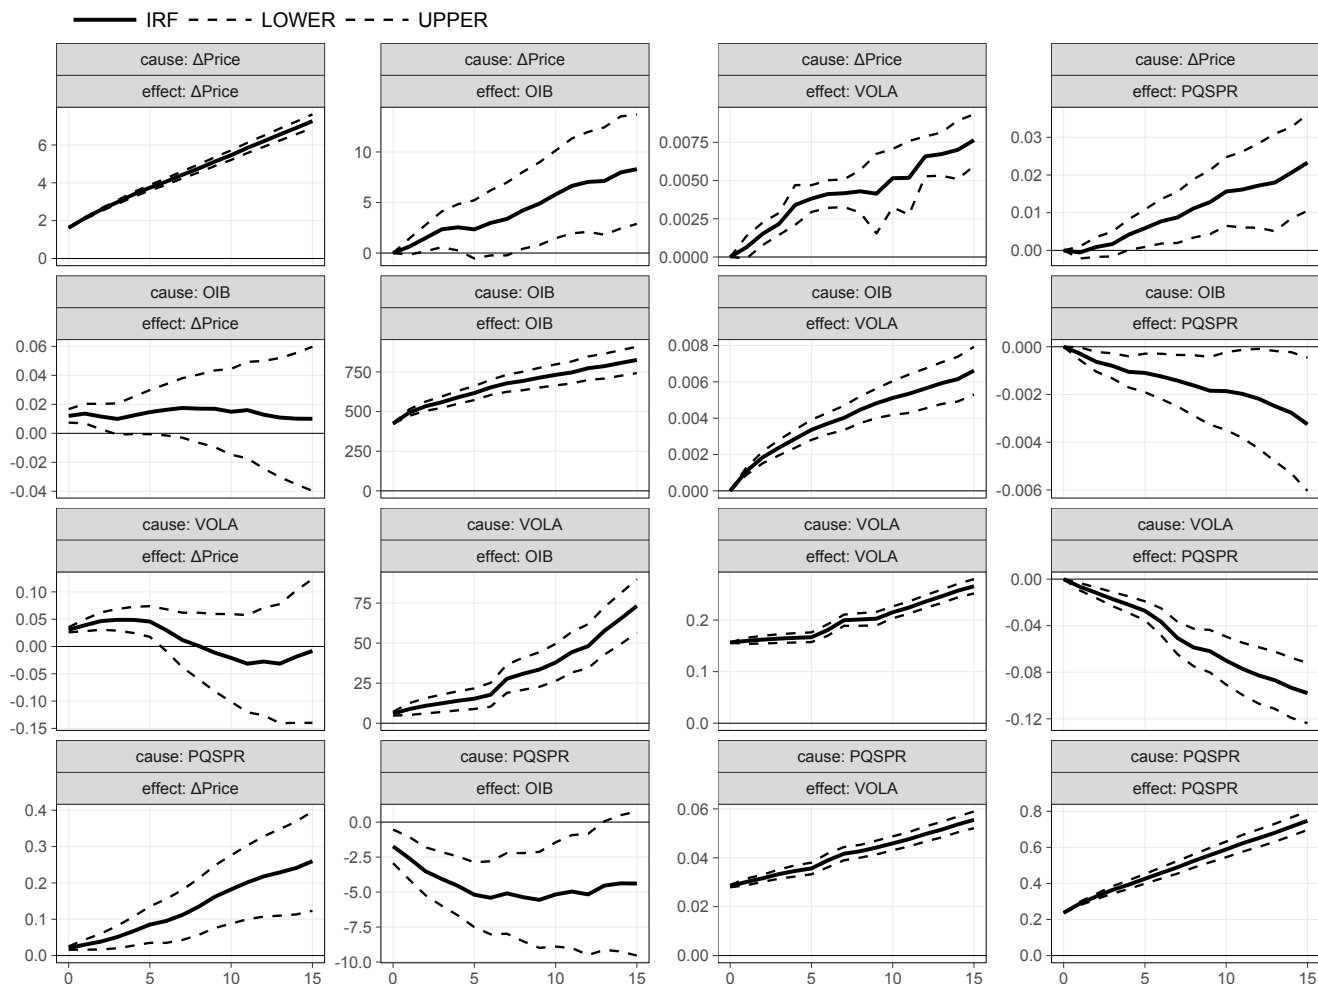 IRF LOWER UPPER
cause: ΔPrice cause: ΔPrice cause: ΔPrice cause: ΔPrice
effect: ΔPrice effect: OIB effect: VOLA effect: PQSPR
6 10 0.0075 0.03
4 0.0050 0.02
2 5 0.0025 0.01
0 0 0.0000 0.00
cause: OIB cause: OIB cause: OIB cause: OIB
effect: ΔPrice effect: OIB effect: VOLA effect: PQSPR
0.06 0.008 0.000
0.04 750 0.006 -0.002
0.02 500 0.004
0.00 -0.004
-0.02 250 0.002
-0.04 0 0.000 -0.006
cause: VOLA cause: VOLA cause: VOLA cause: VOLA
effect: ΔPrice effect: OIB effect: VOLA effect: PQSPR
0.10 75 0.00
0.05 0.2 -0.04
0.00 50
-0.05 25 0.1 -0.08
-0.10
-0.15 0 0.0 -0.12
cause: PQSPR cause: PQSPR cause: PQSPR cause: PQSPR
effect: ΔPrice effect: OIB effect: VOLA effect: PQSPR
0.4 0.0 0.06 0.8
0.3 -2.5 0.04 0.6
0.2 -5.0 0.4
0.1 -7.5 0.02 0.2
0.0 -10.0 0.00 0.0
0 5 10 15 0 5 10 15 0 5 10 15 0 5 10 15